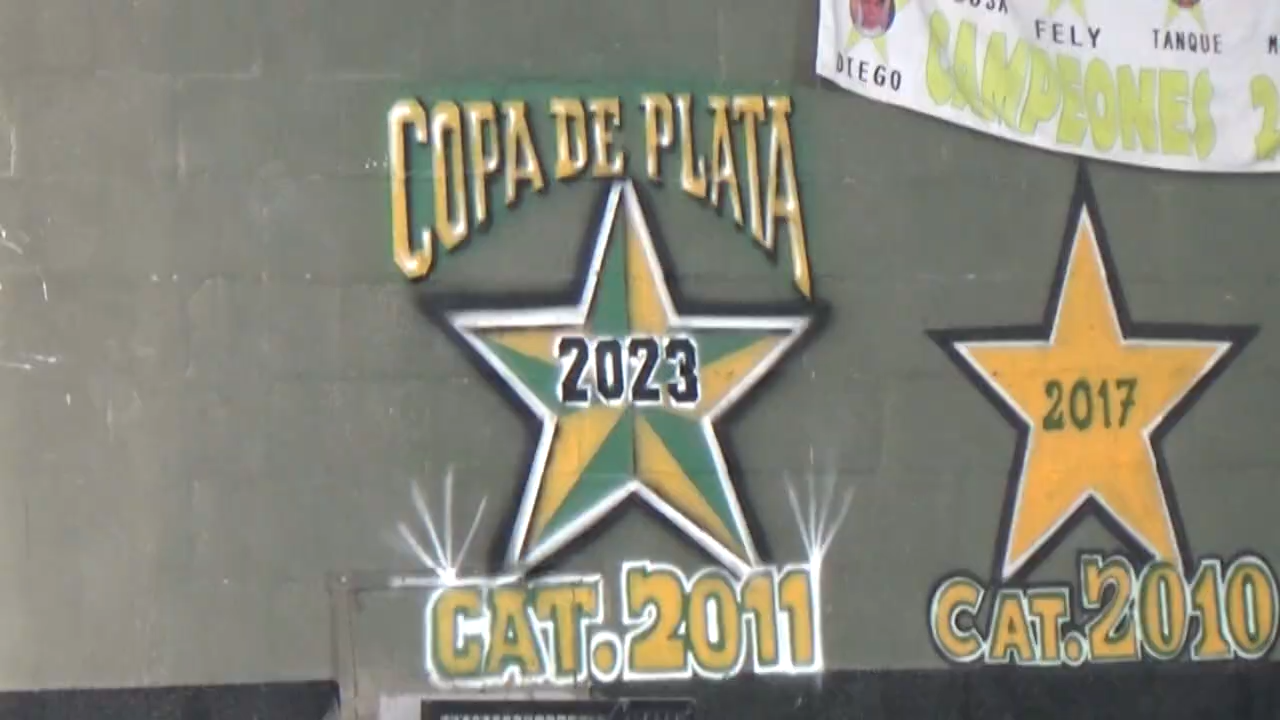 FELY
TANQUE
DIEGO
CAMPEONES
COPA DE PLATA
2023
2017
CAT.2011
CAT.2010